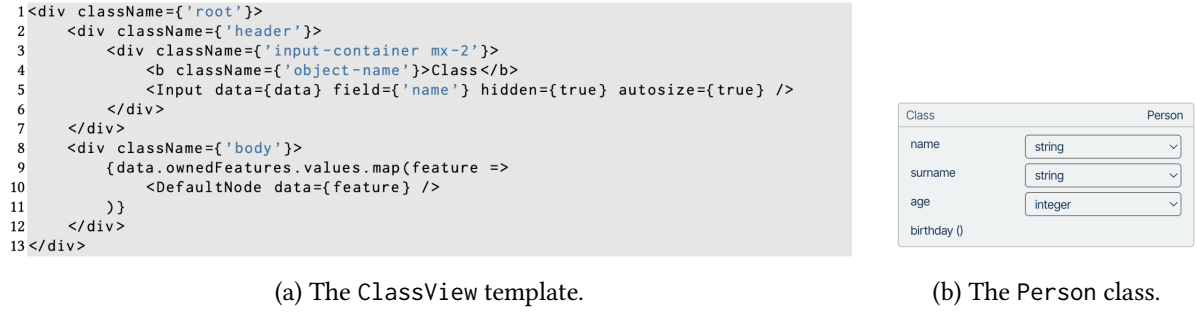 1<div className={'root'}>
2    <div className={'header'}>
3        <div className={'input-container mx-2'}>
4            <b className={'object-name'}>Class</b>
5            <Input data={data} field={'name'} hidden={true} autosize={true} />
6        </div>
7    </div>
8    <div className={'body'}>
9        {data.ownedFeatures.values.map(feature =>
10            <DefaultNode data={feature} />
11        )}
12    </div>
13</div>
(a) The ClassView template.
Class Person
name string
surname string
age integer
birthday ()
(b) The Person class.